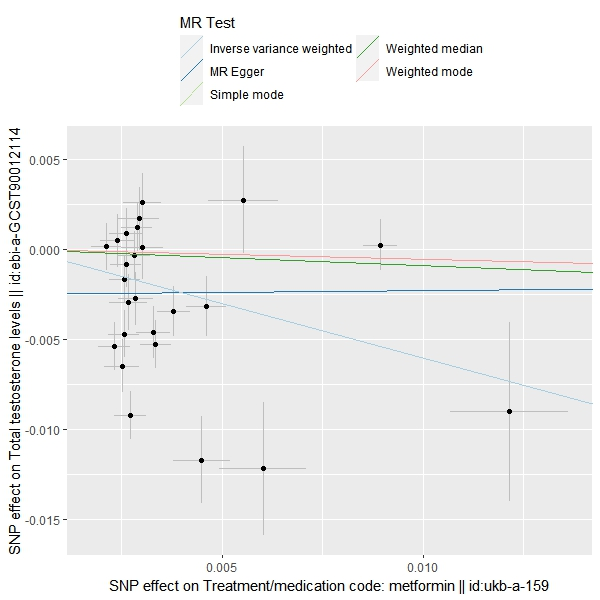 MR Test
Inverse variance weighted
Weighted median
MR Egger
Weighted mode
Simple mode
SNP effect on Total testosterone levels || id:ebi-a-GCST90012114
0.005
0.000
-0.005
-0.010
-0.015
0.005
0.010
SNP effect on Treatment/medication code: metformin || id:ukb-a-159